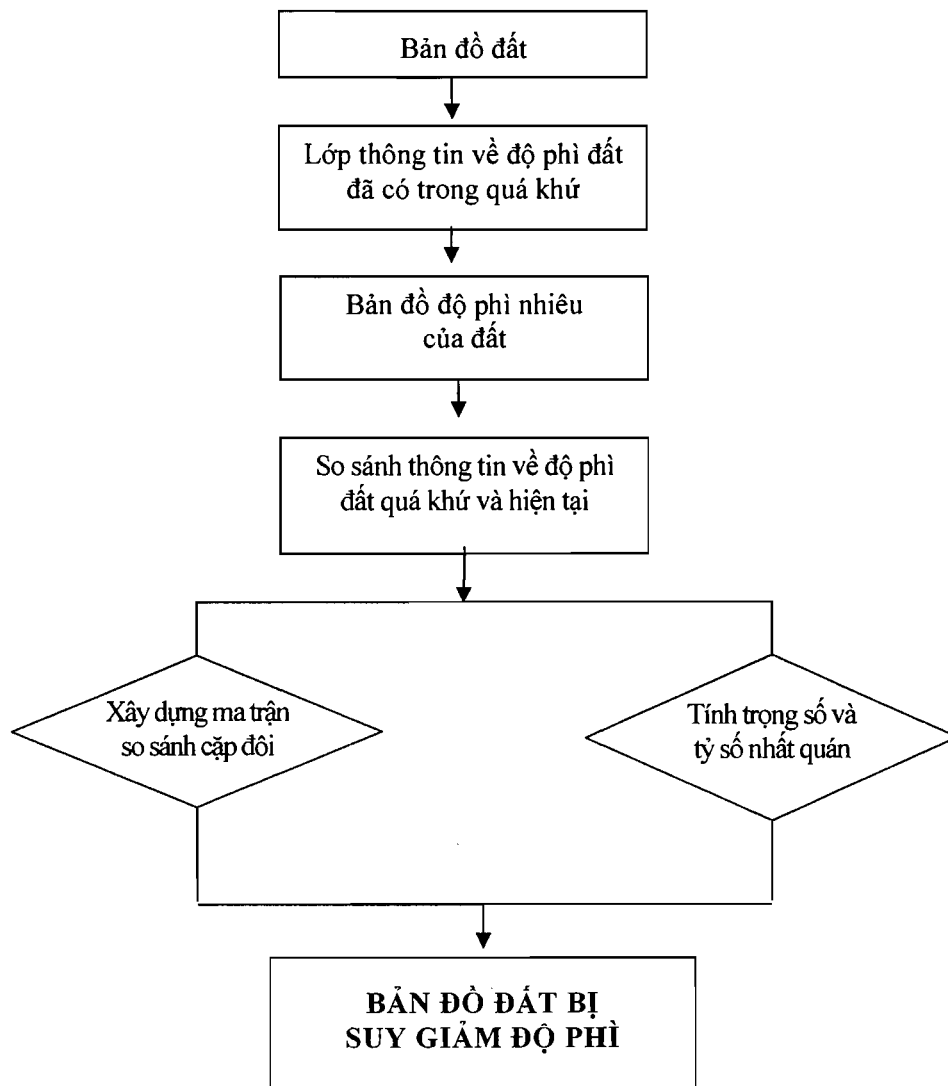 Bản đồ đất
Lớp thông tin về độ phì đất
đã có trong quá khứ
Bản đồ độ phì nhiêu
của đất
So sánh thông tin về độ phì
đất quá khứ và hiện tại
Xây dựng ma trận
so sánh cặp đôi
Tính trọng số và
tỷ số nhất quán
BẢN ĐỒ ĐẤT BỊ
SUY GIẢM ĐỘ PHÌ